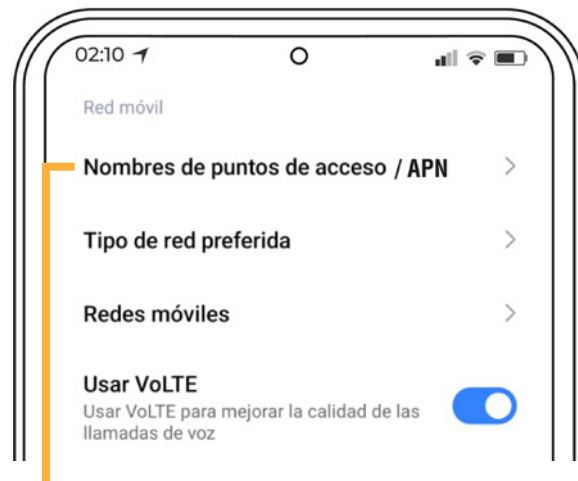 02:10
Red móvil
Nombres de puntos de acceso / APN
Tipo de red preferida
Redes móviles
Usar VoLTE
Usar VoLTE para mejorar la calidad de las
llamadas de voz